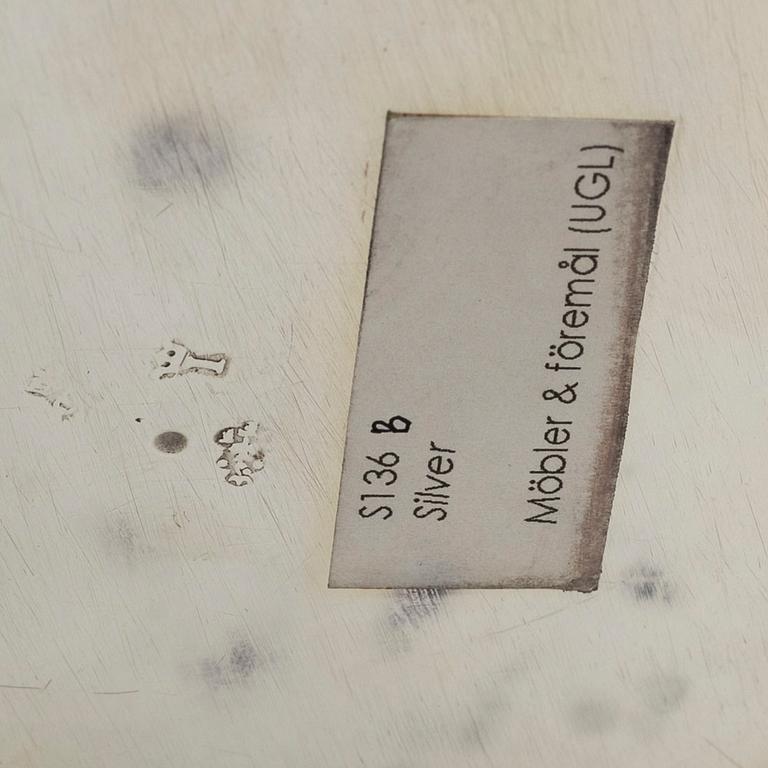 S136 B
Silver
Möbler & föremål (UGL)